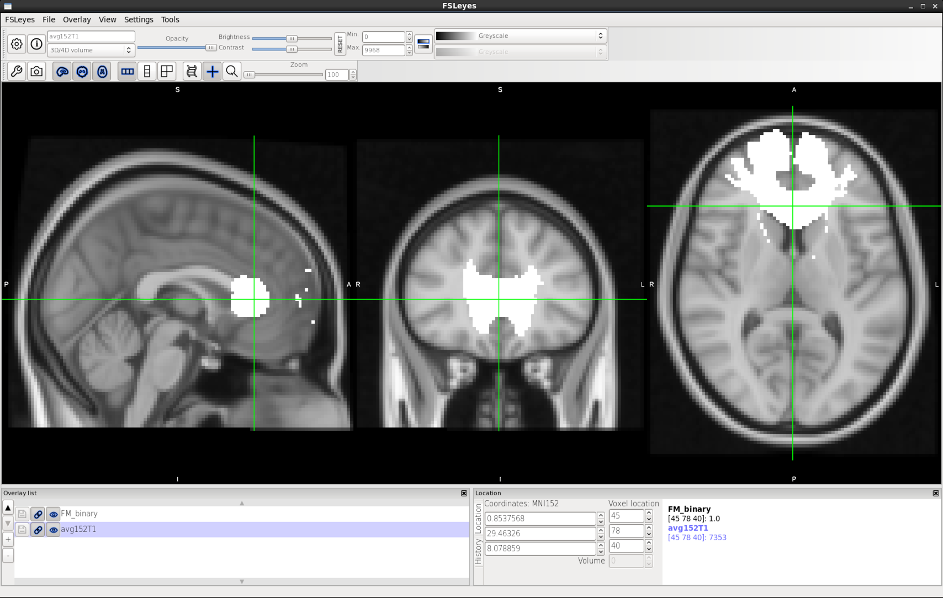 FSLeyes
FSLeyes File Overlay View Settings Tools
avg152T1
3D/4D volume
Opacity
Brightness
Contrast
RESET
Min 0
Max 9968
Greyscale
Greyscale
Zoom
100
S
S
A
P
A
R
L
R
L
I
I
P
Overlay list
FM_binary
avg152T1
Location
Location
History
Coordinates: MNI152
Voxel location
0.8537568
45
29.46326
78
8.078859
40
Volume
0
FM_binary
[45 78 40]: 1.0
avg152T1
[45 78 40]: 7353